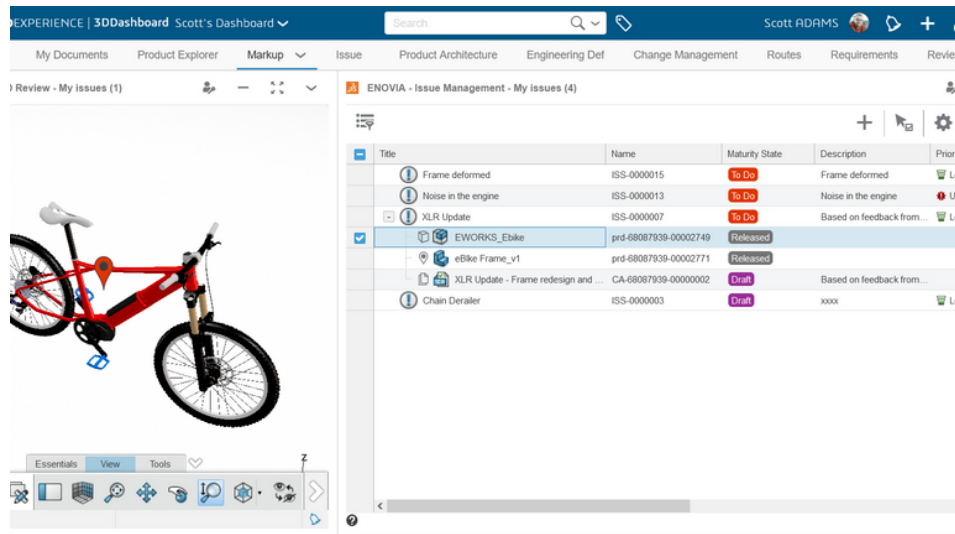 EXPERIENCE | 3DDashboard Scott's Dashboard
Search
Scott ADAMS
My Documents Product Explorer Markup Issue Product Architecture Engineering Def Change Management Routes Requirements Review
Review - My issues (1)
ENOVIA - Issue Management - My issues (4)
Title Name Maturity State Description Prior
Frame deformed ISS-0000015 To Do Frame deformed L
Noise in the engine ISS-0000013 To Do Noise in the engine U
XLR Update ISS-0000007 To Do Based on feedback from... L
EWORKS_Ebike prd-68087939-00002749 Released
eBIke Frame_v1 prd-68087939-00002771 Released
XLR Update - Frame redesign and ... CA-68087939-00000002 Draft Based on feedback from...
Chain Derailer ISS-0000003 Draft xxxx L
Essentials View Tools
Z